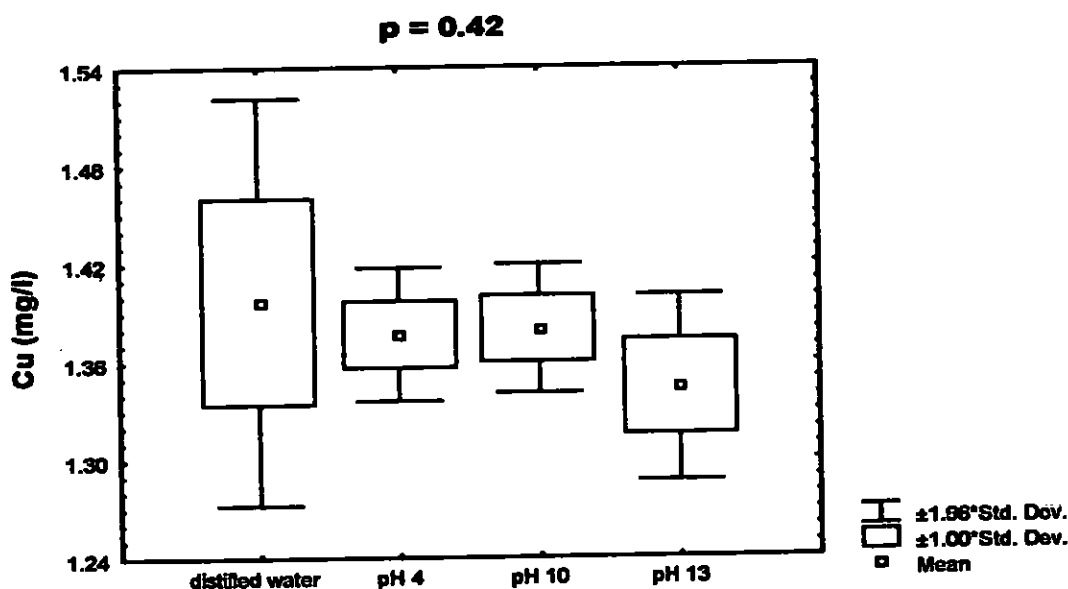 p = 0.42
1.54
1.48
1.42
1.36
1.30
1.24
Cu (mg/l)
distilled water
pH 4
pH 10
pH 13
±1.96*Std. Dev.
±1.00*Std. Dev.
Mean